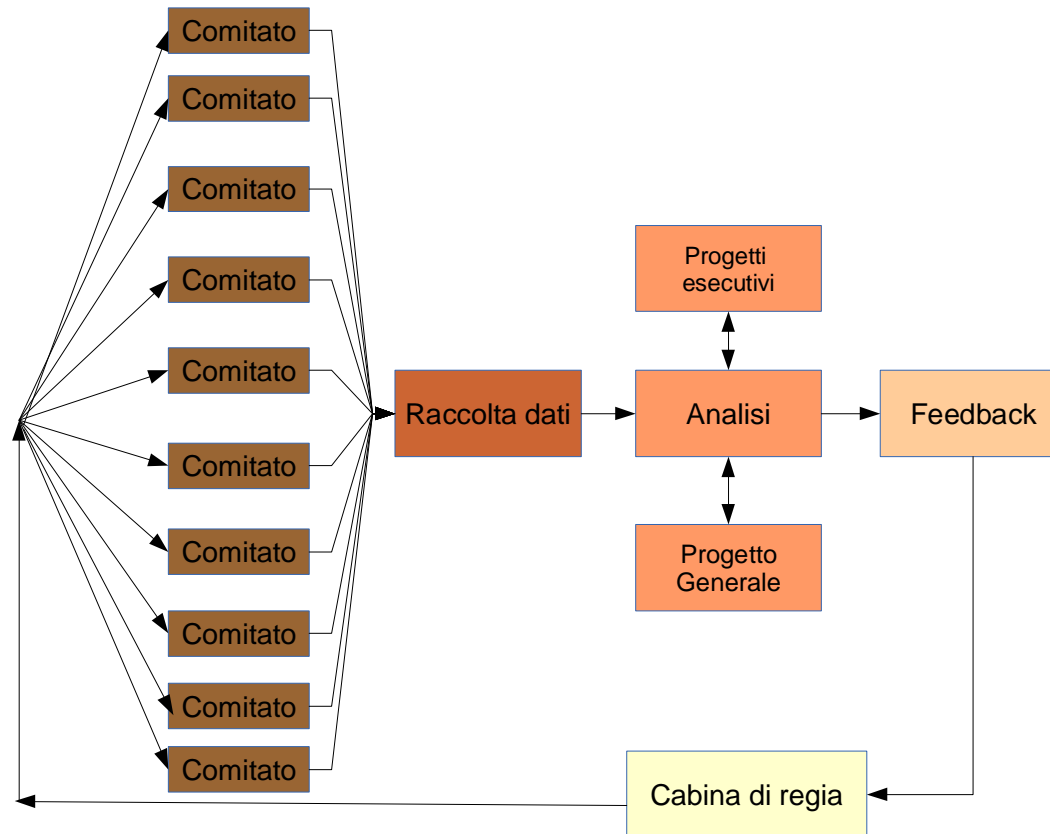 Comitato
Comitato
Comitato
Comitato
Comitato
Comitato
Comitato
Comitato
Comitato
Comitato
Raccolta dati
Progetti
esecutivi
Analisi
Progetto
Generale
Feedback
Cabina di regia